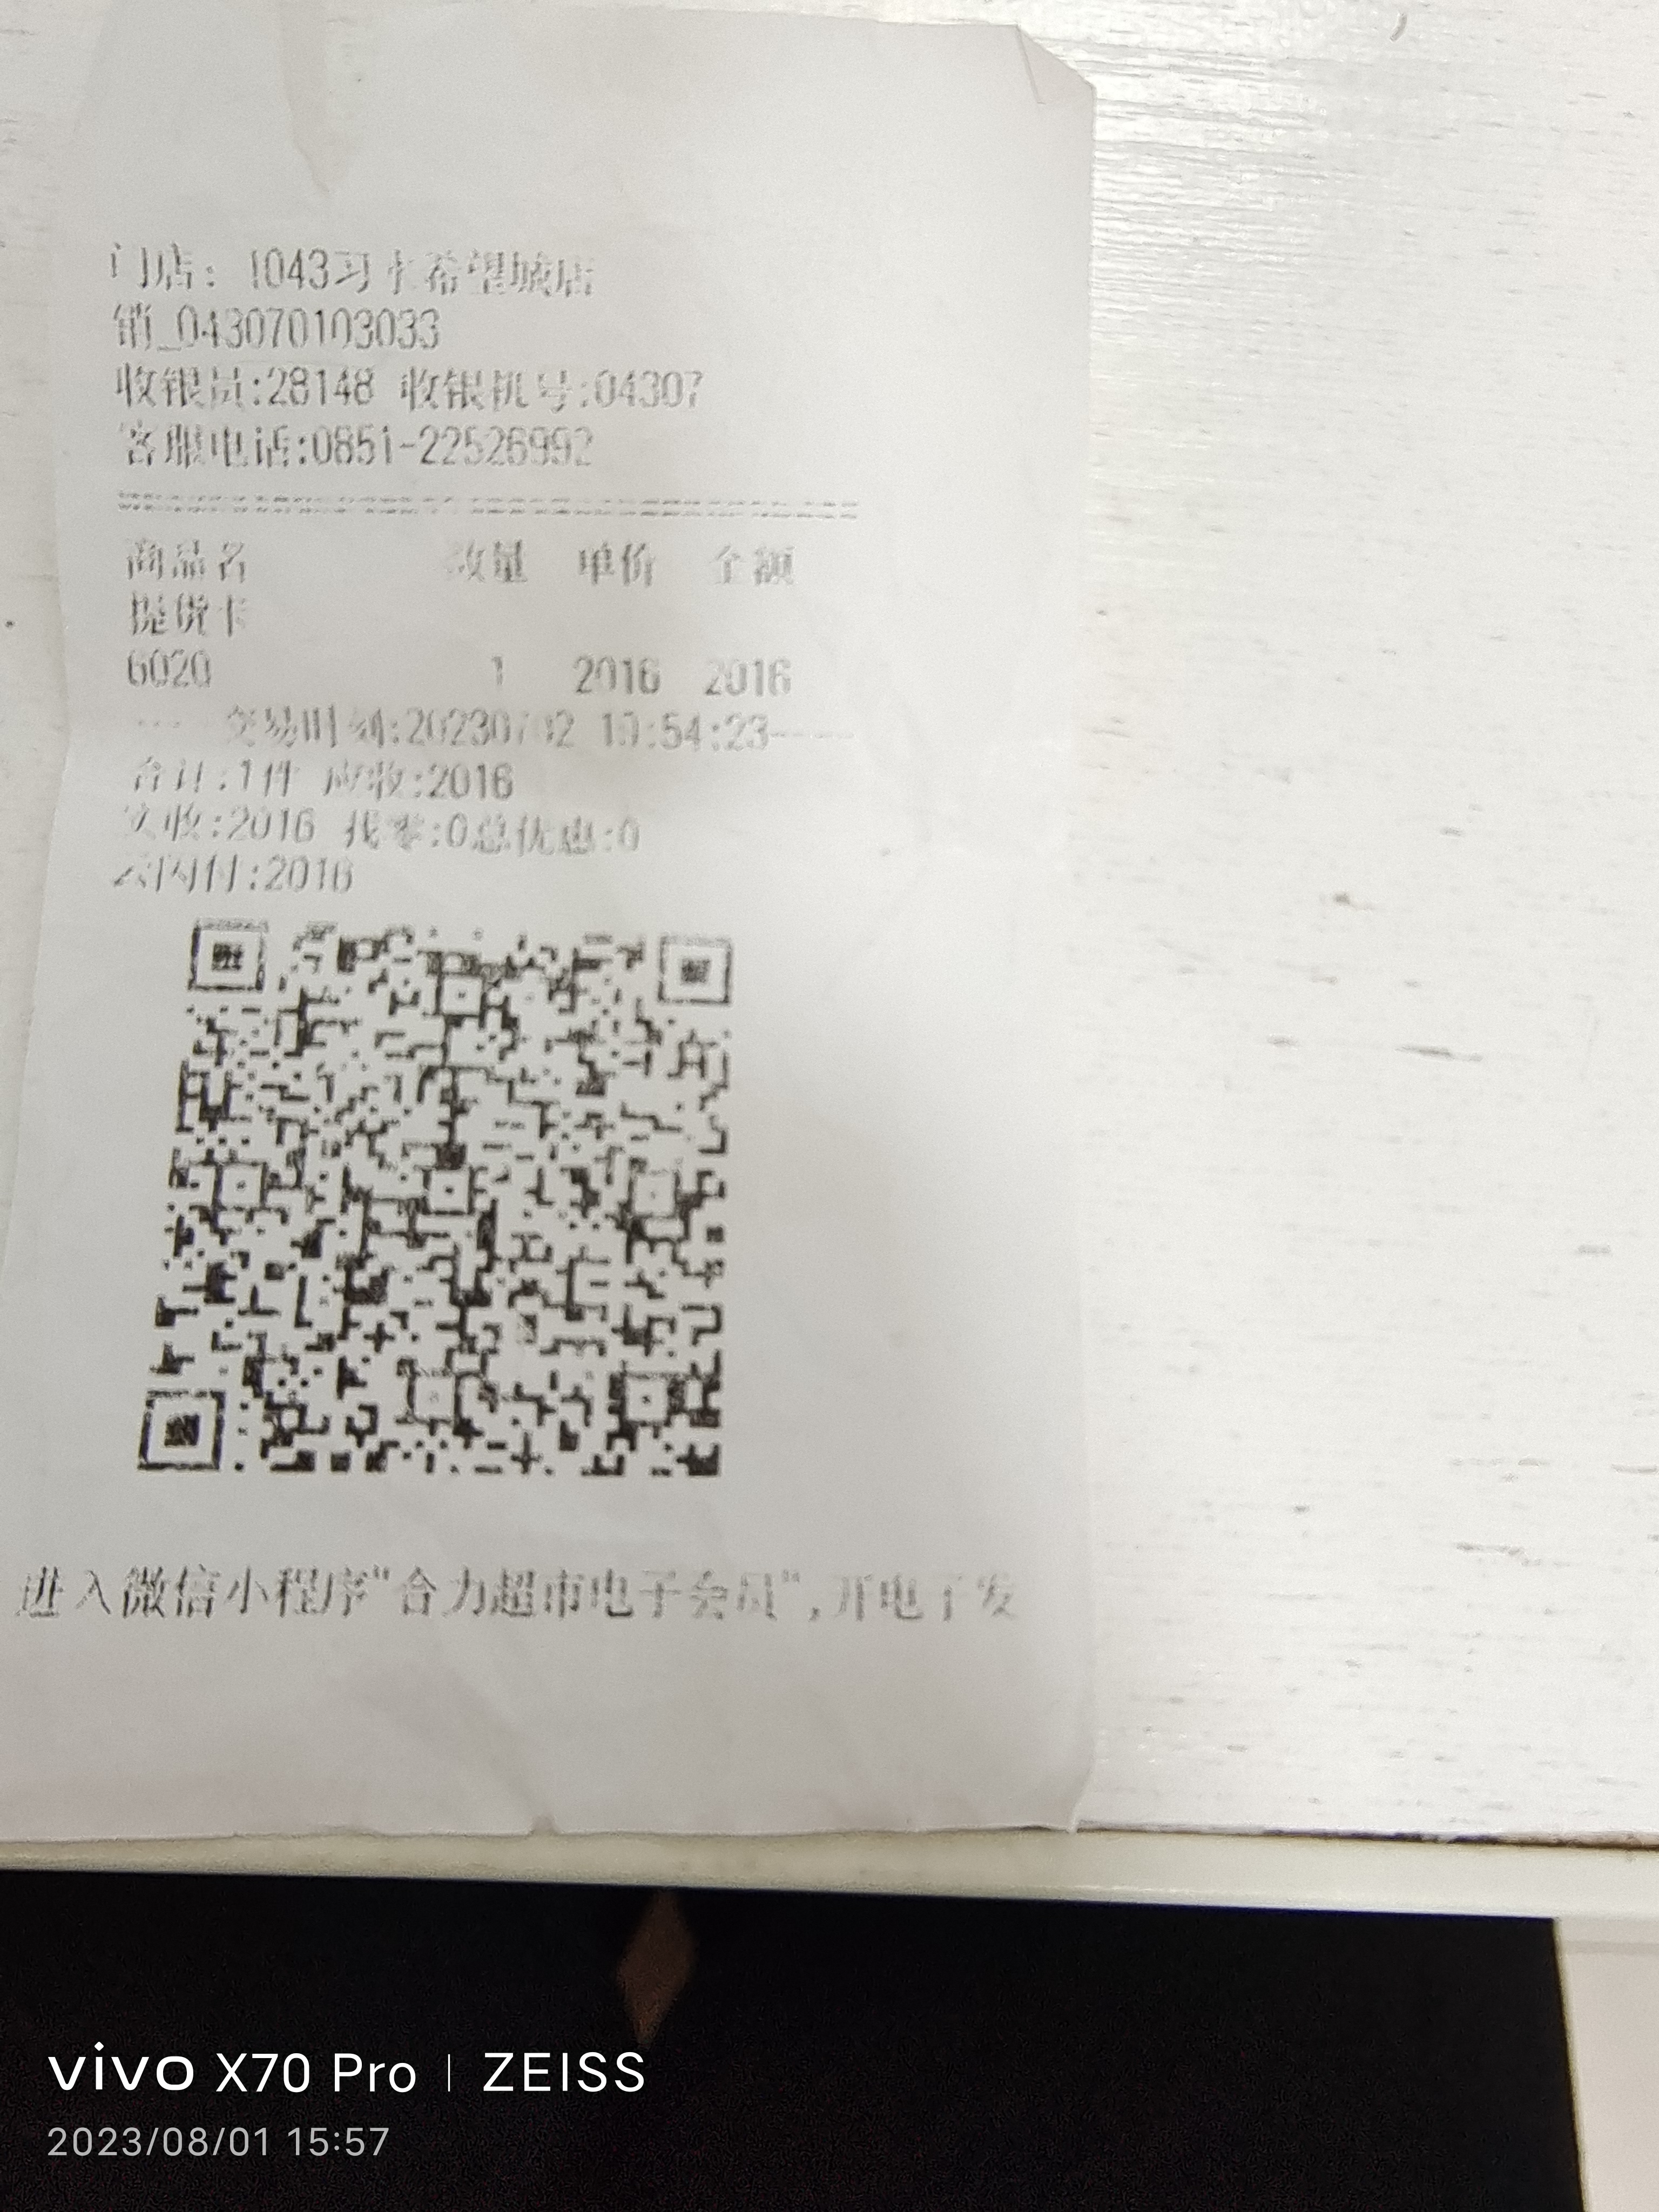 门店: 1043习十希望城店
销_043070103033
收银员:28148 收银机号:04307
客服电话:0851-22526992
商品名 数量 单价 金额
提货卡
6020 1 2016 2016
----交易时刻:20230702 19:54:23----
合计:1件 应收:2016
实收:2016 找零:0总优惠:0
云闪付:2016
进入微信小程序"合力超市电子会员",开电子发
vivo X70 Pro | ZEISS
2023/08/01 15:57